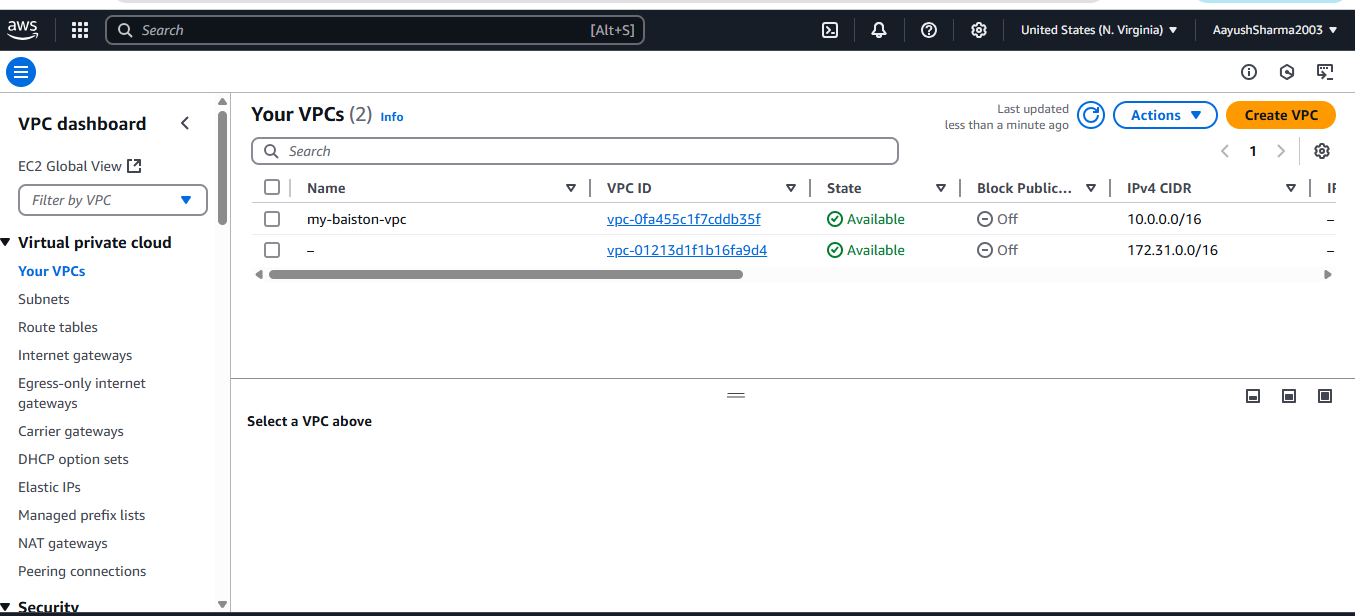 aws
Search [Alt+S]
United States (N. Virginia)
AayushSharma2003
VPC dashboard
EC2 Global View
Filter by VPC
Virtual private cloud
Your VPCs
Subnets
Route tables
Internet gateways
Egress-only internet
gateways
Carrier gateways
DHCP option sets
Elastic IPs
Managed prefix lists
NAT gateways
Peering connections
Security
Your VPCs (2) Info
Last updated
less than a minute ago
Actions
Create VPC
Search
1
Name VPC ID State Block Public... IPv4 CIDR
my-baiston-vpc vpc-0fa455c1f7cddb35f Available Off 10.0.0.0/16 –
– vpc-01213d1f1b16fa9d4 Available Off 172.31.0.0/16 –
Select a VPC above